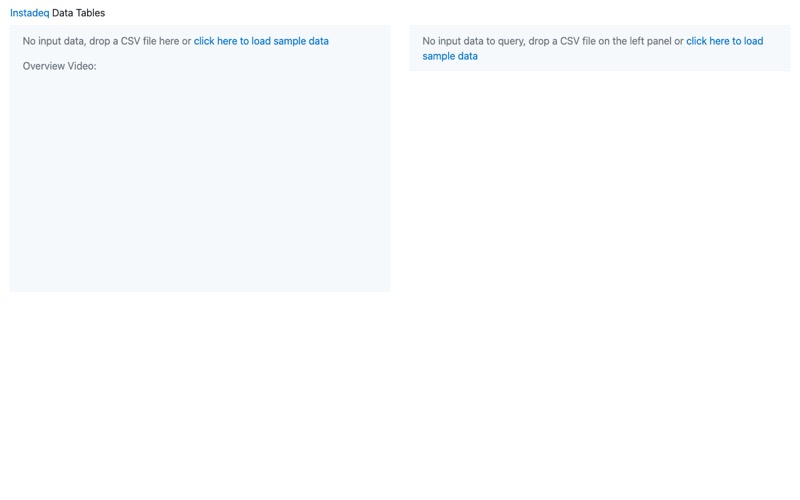 Instadeq Data Tables
No input data, drop a CSV file here or click here to load sample data
Overview Video:
No input data to query, drop a CSV file on the left panel or click here to load
sample data